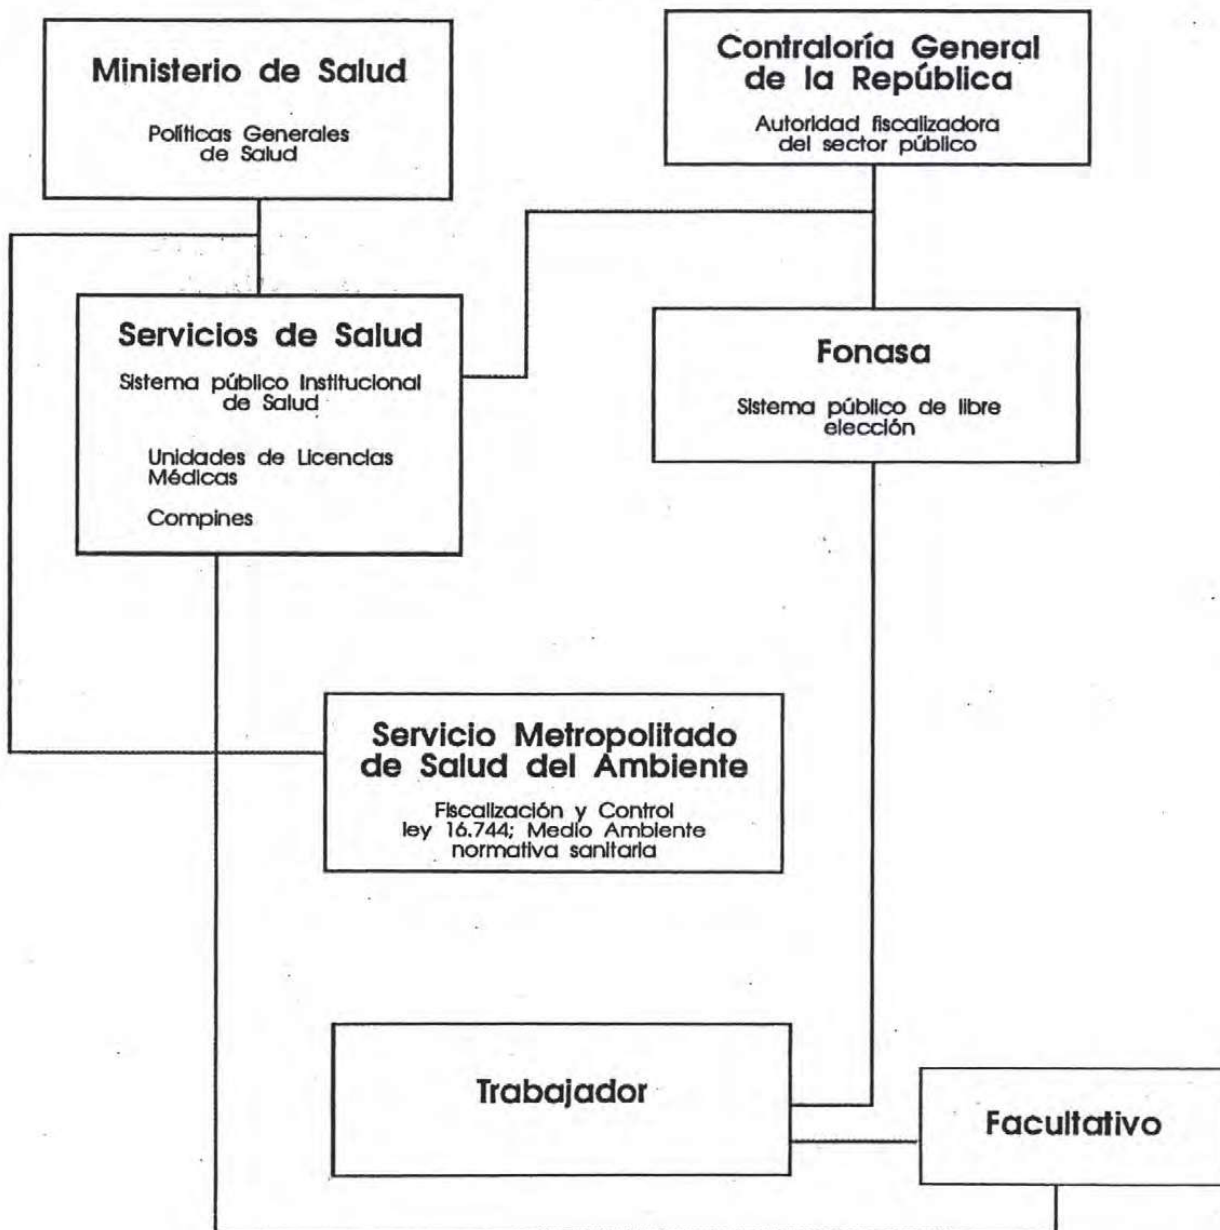 Ministerio de Salud
Políticas Generales
de Salud
Contraloría General
de la República
Autoridad fiscalizadora
del sector público
Servicios de Salud
Sistema público Institucional
de Salud
Unidades de Licencias
Médicas
Compines
Fonasa
Sistema público de libre
elección
Servicio Metropolitado
de Salud del Ambiente
Fiscalización y Control
ley 16.744; Medio Ambiente
normativa sanitaria
Trabajador
Facultativo